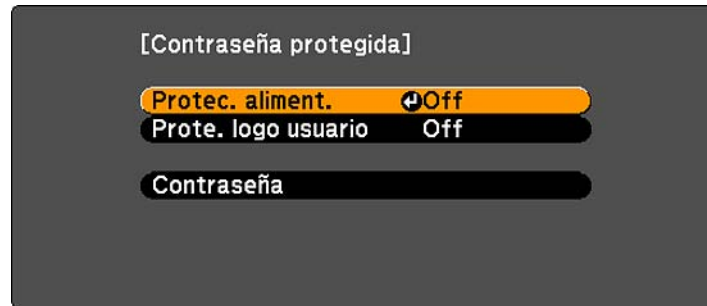 [Contraseña protegida]
Protec. aliment. Off
Prote. logo usuario Off
Contraseña